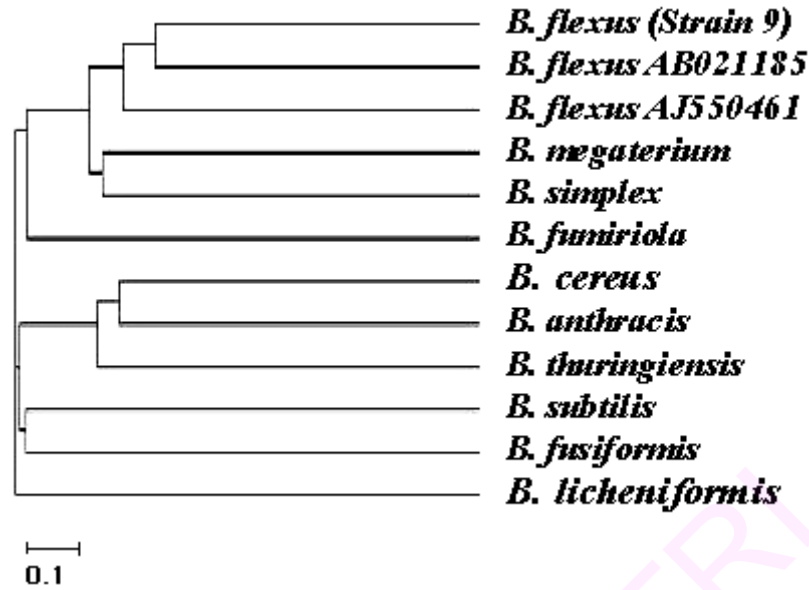 B. flexus (Strain 9)
B. flexus AB021185
B. flexus AJ550461
B. megaterium
B. simplex
B. fumiriola
B. cereus
B. anthracis
B. thuringiensis
B. subtilis
B. fusiformis
B. licheniformis
0.1